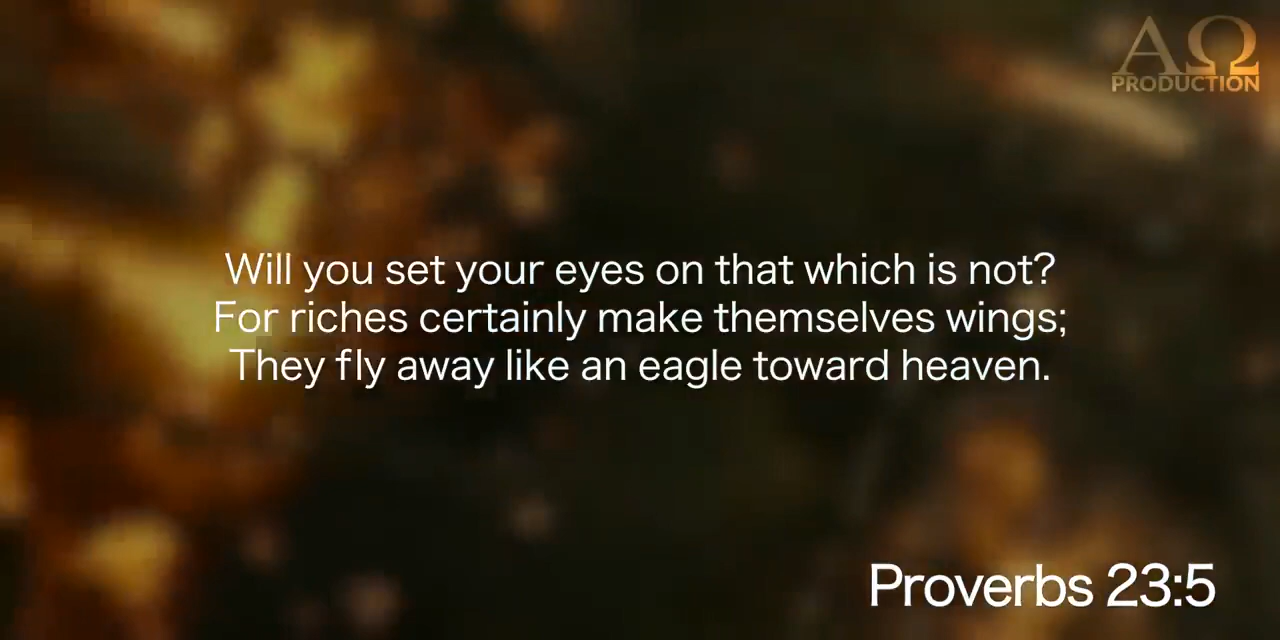 ΑΩ
PRODUCTION
Will you set your eyes on that which is not?
For riches certainly make themselves wings;
They fly away like an eagle toward heaven.
Proverbs 23:5